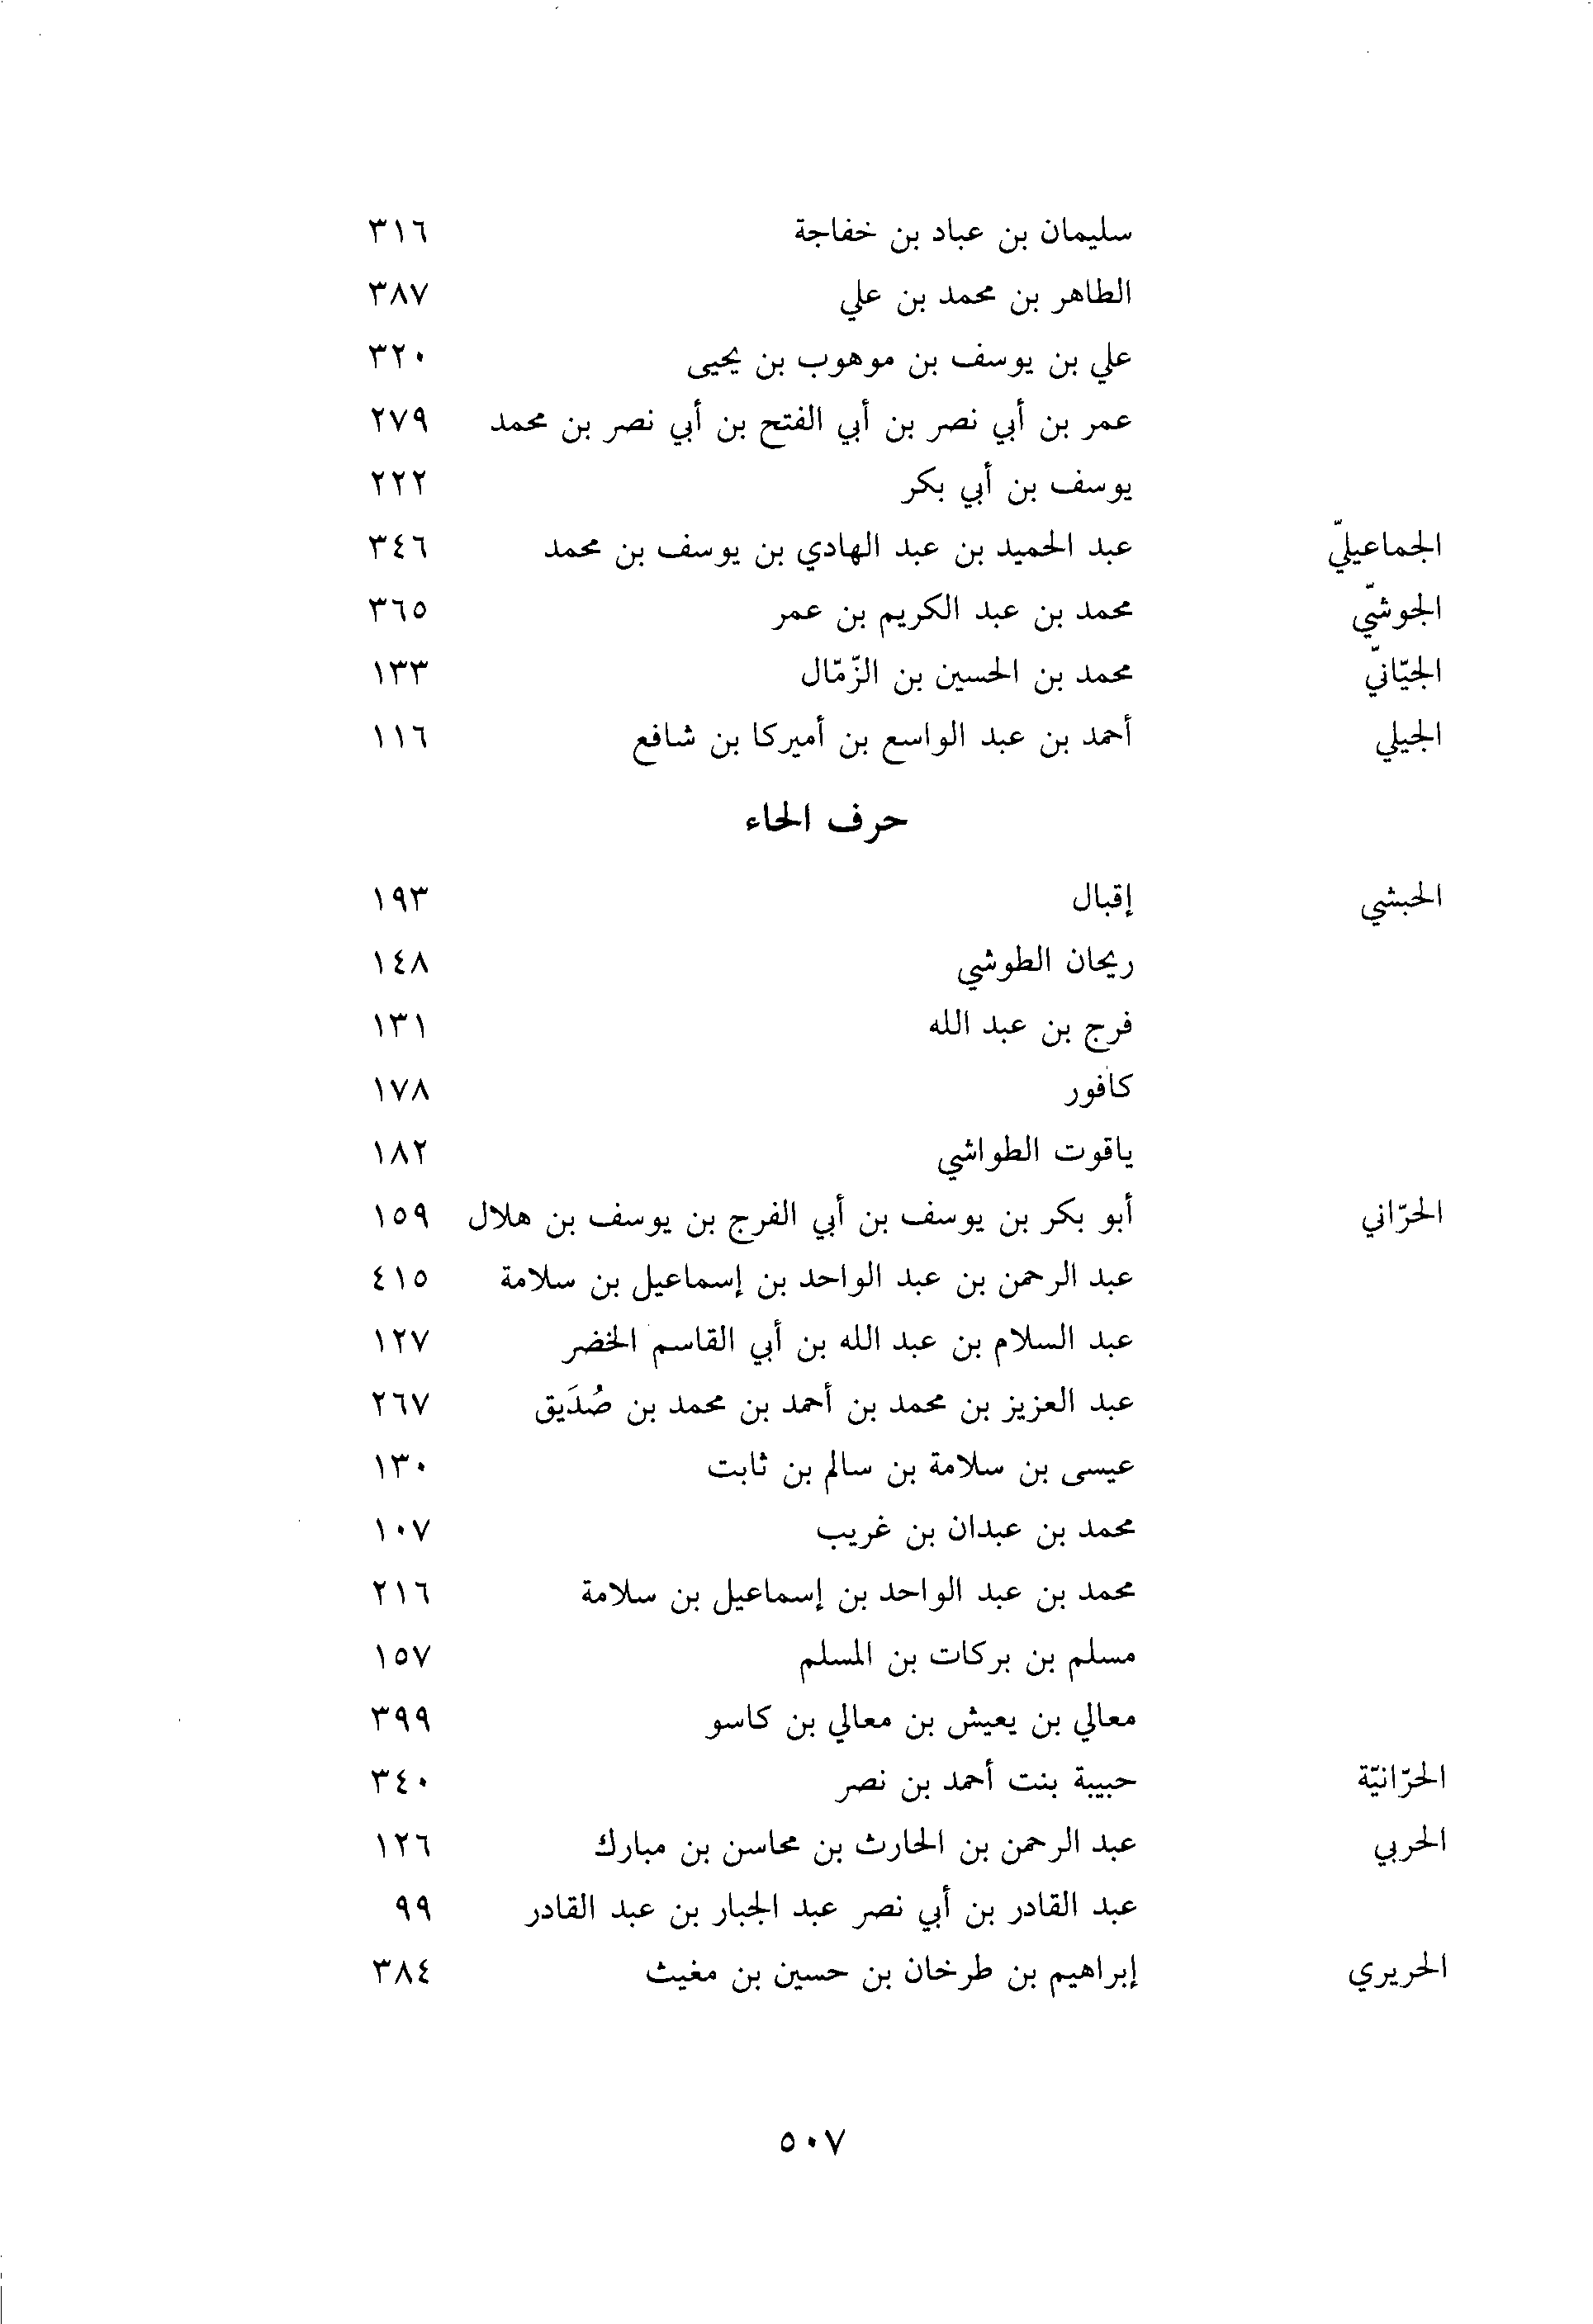 سليمان بن عباد بن خفاجة ٣١٦
الطاهر بن محمد بن علي ٣٨٧
علي بن يوسف بن موهوب بن يحيى ٣٢٠
عمر بن أبي نصر بن أبي الفتح بن أبي نصر بن محمد ٢٧٩
يوسف بن أبي بكر ٢٢٢
الجماعيليّ عبد الحميد بن عبد الهادي بن يوسف بن محمد ٣٤٦
الجوشيّ محمد بن عبد الكريم بن عمر ٣٦٥
الجيّانيّ محمد بن الحسين بن الزّمّال ١٣٣
الجيلي أحمد بن عبد الواسع بن أميركا بن شافع ١١٦
حرف الحاء
الحبشي إقبال ١٩٣
ريحان الطوشي ١٤٨
فرج بن عبد الله ١٣١
كافور ١٧٨
ياقوت الطواشي ١٨٢
الحرّاني أبو بكر بن يوسف بن أبي الفرج بن يوسف بن هلال ١٥٩
عبد الرحمن بن عبد الواحد بن إسماعيل بن سلامة ٤١٥
عبد السلام بن عبد الله بن أبي القاسم الخضر ١٢٧
عبد العزيز بن محمد بن أحمد بن محمد بن صُدَيق ٢٦٧
عيسى بن سلامة بن سالم بن ثابت ١٣٠
محمد بن عبدان بن غريب ١٠٧
محمد بن عبد الواحد بن إسماعيل بن سلامة ٢١٦
مسلم بن بركات بن المسلم ١٥٧
معالي بن يعيش بن معالي بن كاسو ٣٩٩
الحرّانيّة حبيبة بنت أحمد بن نصر ٣٤٠
الحربي عبد الرحمن بن الحارث بن محاسن بن مبارك ١٢٦
عبد القادر بن أبي نصر عبد الجبار بن عبد القادر ٩٩
الحريري إبراهيم بن طرخان بن حسين بن مغيث ٣٨٤
٥٠٧